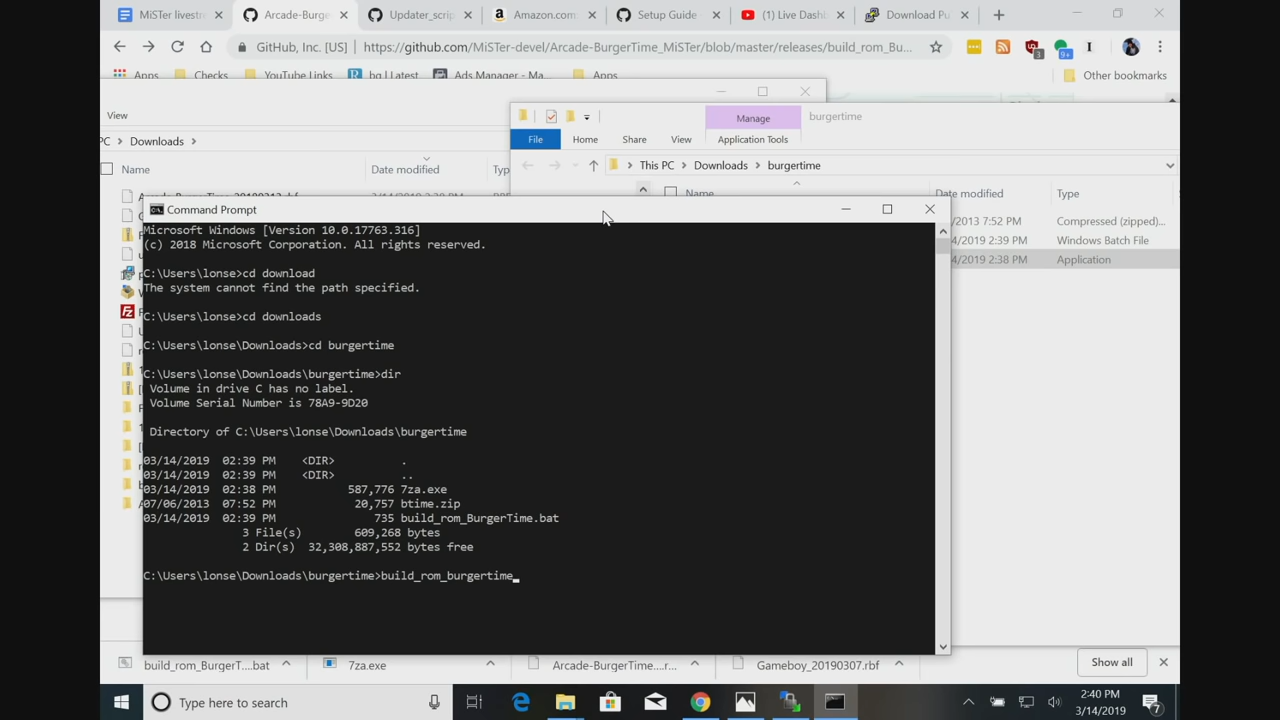 MiSTer livestre
Arcade-Burge
Updater_scrip
Amazon.com
Setup Guide
(1) Live Dash
Download Pu
GitHub, Inc. [US]
https://github.com/MiSTer-devel/Arcade-BurgerTime_MiSTer/blob/master/releases/build_rom_Bu...
Apps
Checks
YouTube Links
bg | Latest
Ads Manager - Ma...
Apps
Other bookmarks
View
PC > Downloads >
Name
Date modified
Manage
burgertime
File
Home
Share
View
Application Tools
> This PC > Downloads > burgertime
Name
Date modified
Type
/2013 7:52 PM
Compressed (zipped)...
4/2019 2:39 PM
Windows Batch File
4/2019 2:38 PM
Application
Command Prompt
Microsoft Windows [Version 10.0.17763.316]
(c) 2018 Microsoft Corporation. All rights reserved.
C:\Users\lonse>cd download
The system cannot find the path specified.
C:\Users\lonse>cd downloads
C:\Users\lonse\Downloads>cd burgertime
C:\Users\lonse\Downloads\burgertime>dir
Volume in drive C has no label.
Volume Serial Number is 78A9-9D20
Directory of C:\Users\lonse\Downloads\burgertime
03/14/2019 02:39 PM <DIR> .
03/14/2019 02:39 PM <DIR> ..
03/14/2019 02:38 PM 587,776 7za.exe
07/06/2013 07:52 PM 20,757 btime.zip
03/14/2019 02:39 PM 735 build_rom_BurgerTime.bat
3 File(s) 609,268 bytes
2 Dir(s) 32,308,887,552 bytes free
C:\Users\lonse\Downloads\burgertime>build_rom_burgertime_
build_rom_BurgerT....bat
7za.exe
Arcade-BurgerTime....r...
Gameboy_20190307.rbf
Show all
Type here to search
2:40 PM
3/14/2019
7